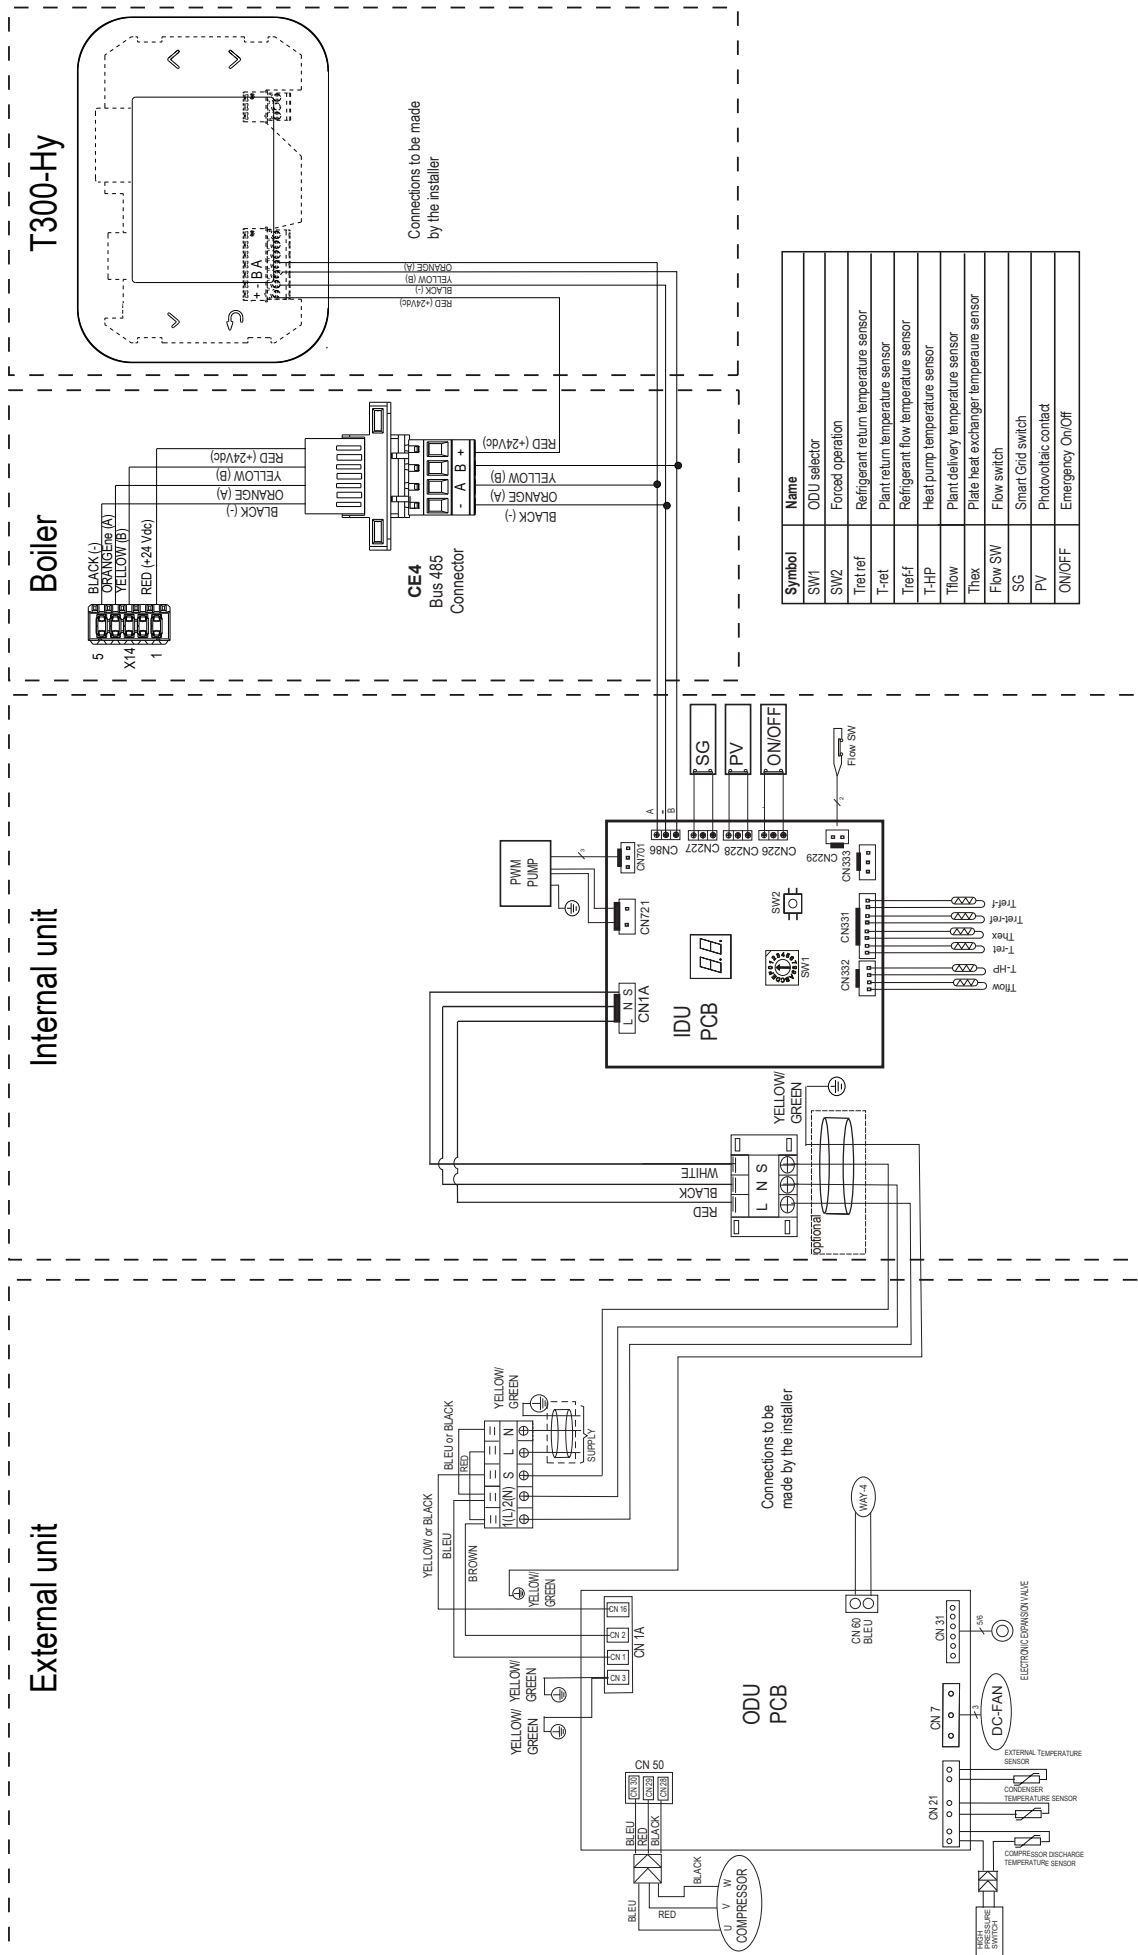 T300-Hy
+ - B A
Connections to be made
by the installer
ORANGE (A)
YELLOW (B)
BLACK (-)
RED (+24Vdc)
Boiler
BLACK (-)
ORANGEne (A)
YELLOW (B)
RED (+24 Vdc)
5
X14
1
RED (+24Vdc)
YELLOW (B)
ORANGE (A)
BLACK (-)
CE4
Bus 485
Connector
- A B +
RED (+24Vdc)
YELLOW (B)
ORANGE (A)
BLACK (-)
Symbol Name
SW1 ODU selector
SW2 Forced operation
Tret ref Refrigerant return temperature sensor
T-ret Plant return temperature sensor
Tref-f Refrigerant flow temperature sensor
T-HP Heat pump temperature sensor
Tflow Plant delivery temperature sensor
Thex Plate heat exchanger temperaure sensor
Flow SW Flow switch
SG Smart Grid switch
PV Photovoltaic contact
ON/OFF Emergency On/Off
Internal unit
PWM
PUMP
3
CN701
CN721
A
-
B
CN86
CN227
SG
CN228
PV
CN226
ON/OFF
CN229
2
Flow SW
CN333
CN331
CN332
SW2
SW1
L N S
CN1A
IDU
PCB
Tref-f
Tret-ref
Thex
T-ret
T-HP
Tflow
WHITE
BLACK
RED
L N S
YELLOW/
GREEN
optional
External unit
YELLOW or BLACK
BLEU
BROWN
BLEU or BLACK
RED
YELLOW/
GREEN
1(L) 2(N) S L N
SUPPLY
Connections to be
made by the installer
YELLOW/
GREEN
YELLOW/
GREEN
YELLOW/
GREEN
CN 16
CN 2
CN 1
CN 3
CN 1A
WAY-4
CN 60
BLEU
CN 31
5/6
ELECTRONIC EXPANSION VALVE
ODU
PCB
CN 7
3
DC-FAN
CN 50
CN 30
CN29
CN28
BLEU
RED
BLACK
BLEU
RED
BLACK
U V W
COMPRESSOR
CN 21
EXTERNAL TEMPERATURE
SENSOR
CONDENSER
TEMPERATURE SENSOR
COMPRESSOR DISCHARGE
TEMPERATURE SENSOR
HIGH
PRESSURE
SWITCH